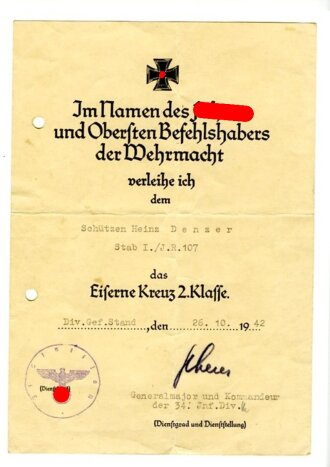 Im Namen des
und Obersten Befehlshabers
der Wehrmacht
verleihe ich
dem
Schützen Heinz Denzer
Stab I./J.R.107
das
Eiserne Kreuz 2.Klasse.
Div.Gef.Stand, den 26. 10. 1942
Generalmajor und Kommandeur
der 34. Inf.Div.
(Dienstgrad und Dienststellung)